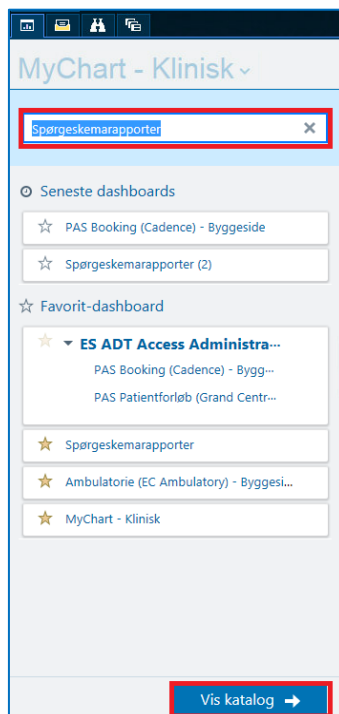 MyChart - Klinisk
Spørgeskemarapporter
Seneste dashboards
PAS Booking (Cadence) - Byggeside
Spørgeskemarapporter (2)
Favorit-dashboard
ES ADT Access Administra...
PAS Booking (Cadence) - Bygg...
PAS Patientforløb (Grand Centr...
Spørgeskemarapporter
Ambulatorie (EC Ambulatory) - Byggesi...
MyChart - Klinisk
Vis katalog